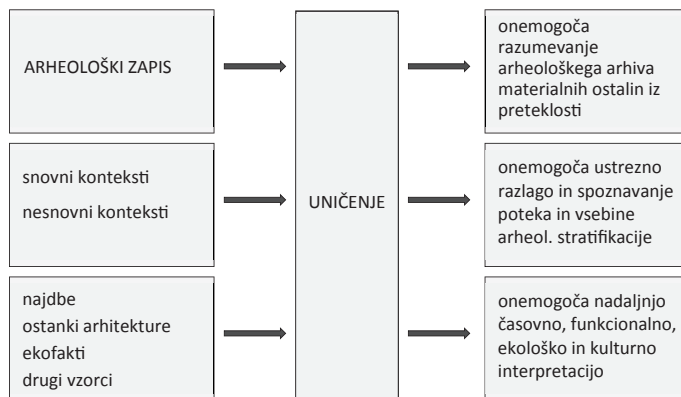 ARHEOLOŠKI ZAPIS
snovni konteksti
nesnovni konteksti
najdbe
ostanki arhitekture
ekofakti
drugi vzorci
UNIČENJE
onemogoča
razumevanje
arheološkega arhiva
materialnih ostalin iz
preteklosti
onemogoča ustrezno
razlago in spoznavanje
poteka in vsebine
arheol. stratifikacije
onemogoča nadaljnjo
časovno, funkcionalno,
ekološko in kulturno
interpretacijo